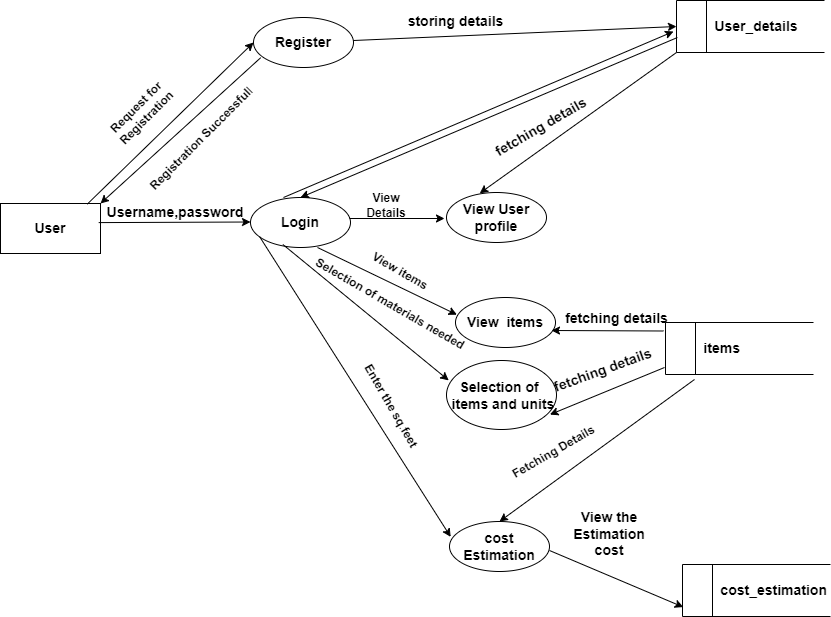 storing details
User_details
Register
Request for
Registration
Registration Successful
fetching details
Username,password
View
Details
User
Login
View User
profile
View items
Selection of materials needed
View items
fetching details
items
fetching details
Selection of
items and units
Enter the sq.feet
Fetching Details
View the
Estimation
cost
cost
Estimation
cost_estimation